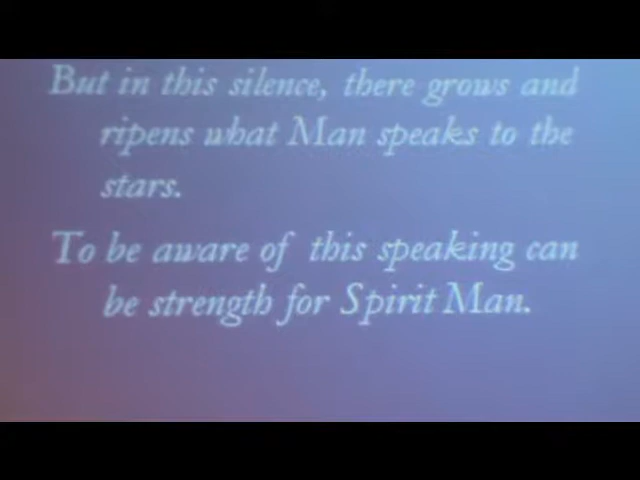 But in this silence, there grows and
ripens what Man speaks to the
stars.
To be aware of this speaking can
be strength for Spirit Man.